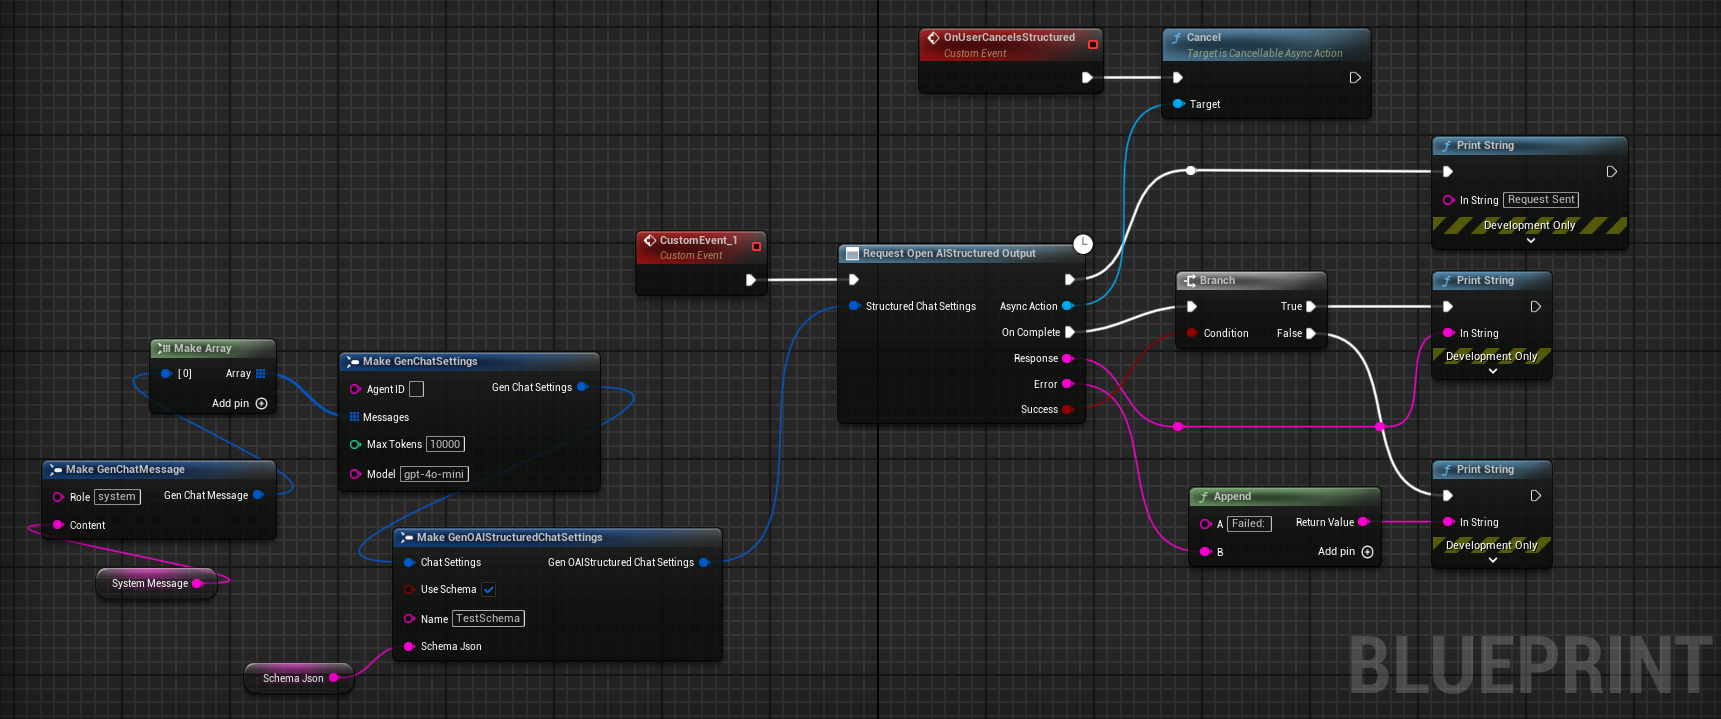 OnUserCancelsStructured
Custom Event
Cancel
Target is Cancellable Async Action
Target
Print String
In String Request Sent
Development Only
CustomEvent_1
Custom Event
Request Open AIStructured Output
Structured Chat Settings
Async Action
On Complete
Response
Error
Success
Branch
True
Condition
False
Print String
In String
Development Only
Make Array
[0]
Array
Add pin
Make GenChatSettings
Agent ID
Gen Chat Settings
Messages
Max Tokens 10000
Model gpt-4o-mini
Make GenChatMessage
Role system
Gen Chat Message
Content
System Message
Make GenOAIStructuredChatSettings
Chat Settings
Gen OAIStructured Chat Settings
Use Schema
Name TestSchema
Schema Json
Schema Json
Append
A Failed:
Return Value
B
Add pin
Print String
In String
Development Only
BLUEPRINT